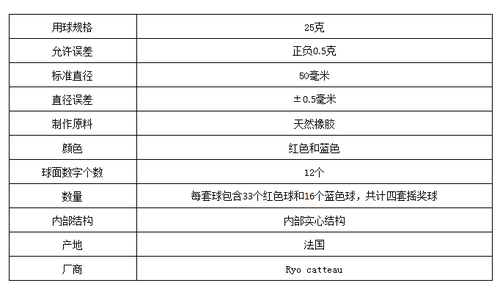 用球规格 25克
允许误差 正负0.5克
标准直径 50毫米
直径误差 ±0.5毫米
制作原料 天然橡胶
颜色 红色和蓝色
球面数字个数 12个
数量 每套球包含33个红色球和16个蓝色球，共计四套摇奖球
内部结构 内部实心结构
产地 法国
厂商 Ryo catteau